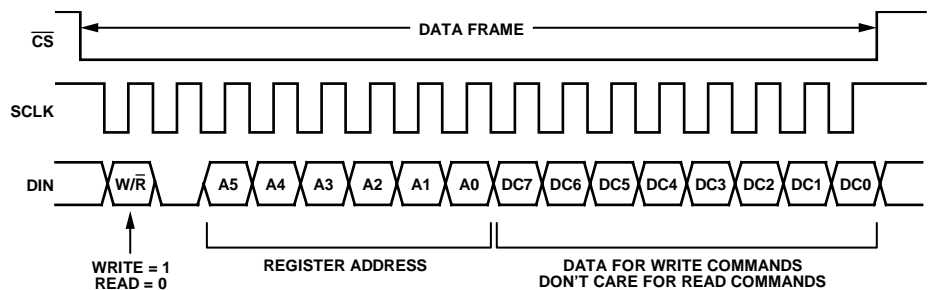 DATA FRAME
C̅S̅
SCLK
DIN
W/R̅ A5 A4 A3 A2 A1 A0 DC7 DC6 DC5 DC4 DC3 DC2 DC1 DC0
WRITE = 1
READ = 0
REGISTER ADDRESS
DATA FOR WRITE COMMANDS
DON'T CARE FOR READ COMMANDS